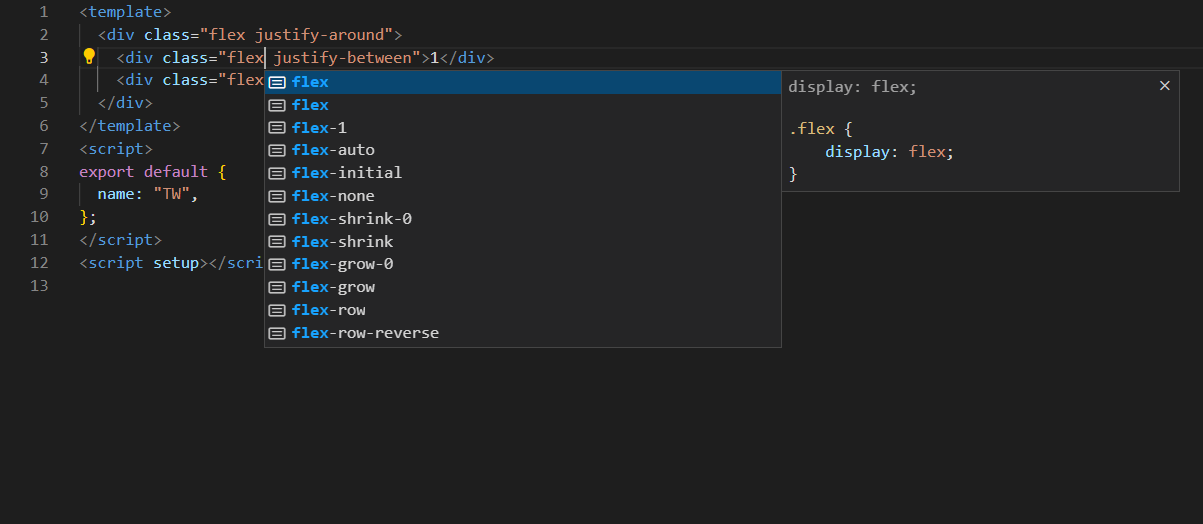 1 <template>
2 <div class="flex justify-around">
3 <div class="flex justify-between">1</div>
4 <div class="flex
5 </div>
6 </template>
7 <script>
8 export default {
9 name: "TW",
10 };
11 </script>
12 <script setup></scri
13
flex
flex
flex-1
flex-auto
flex-initial
flex-none
flex-shrink-0
flex-shrink
flex-grow-0
flex-grow
flex-row
flex-row-reverse
display: flex;
.flex {
display: flex;
}